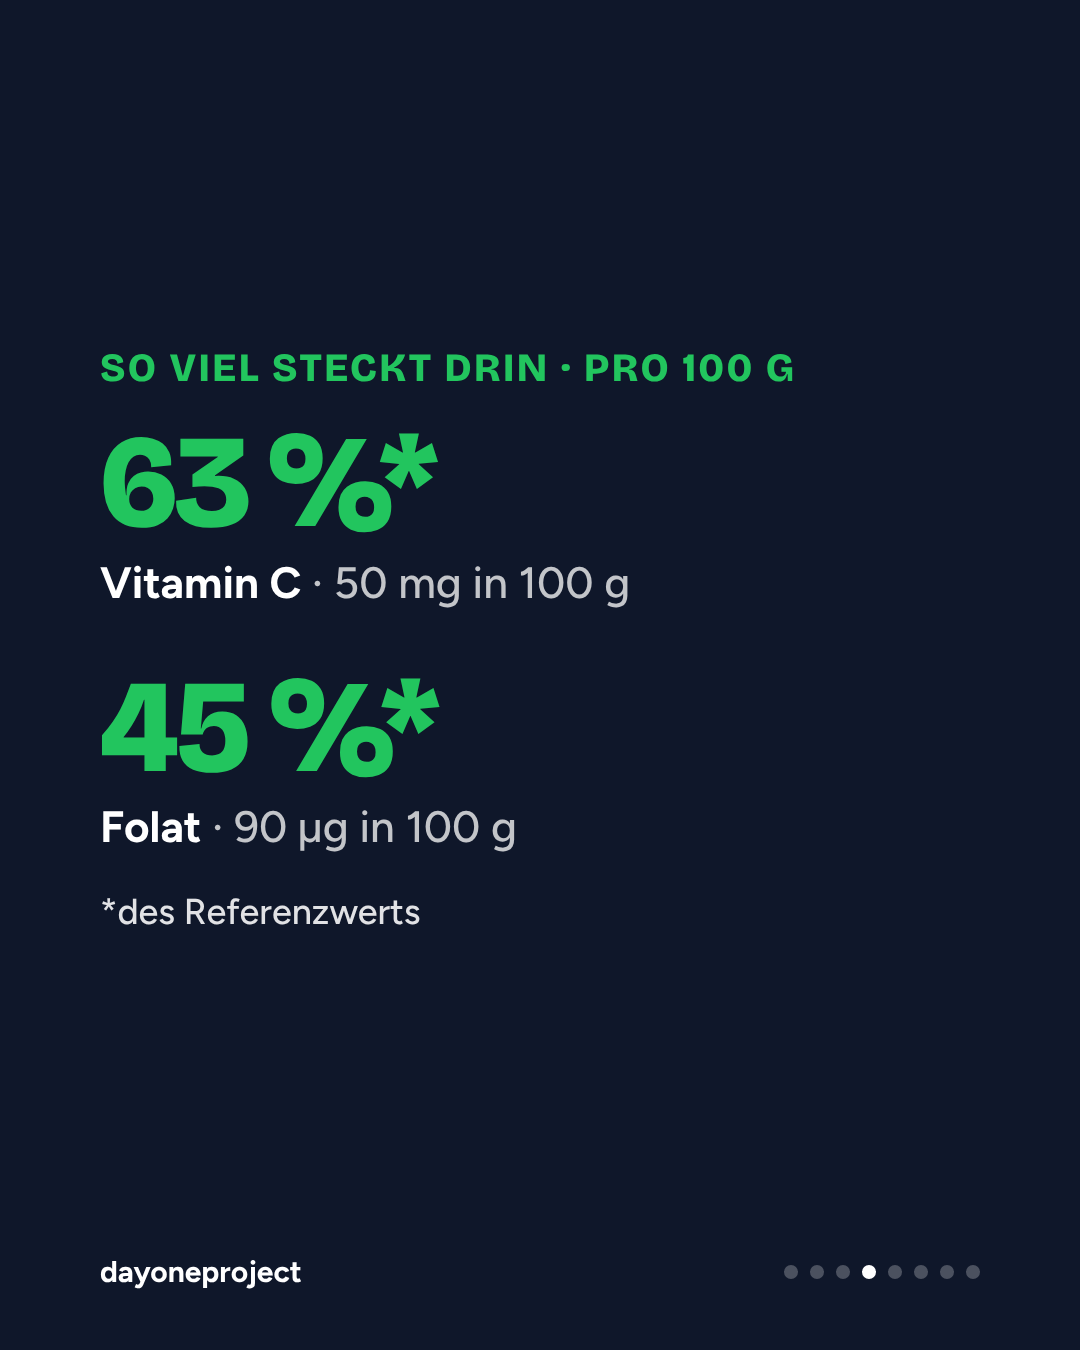 SO VIEL STECKT DRIN · PRO 100 G
63 %*
Vitamin C · 50 mg in 100 g
45 %*
Folat · 90 µg in 100 g
*des Referenzwerts
dayoneproject